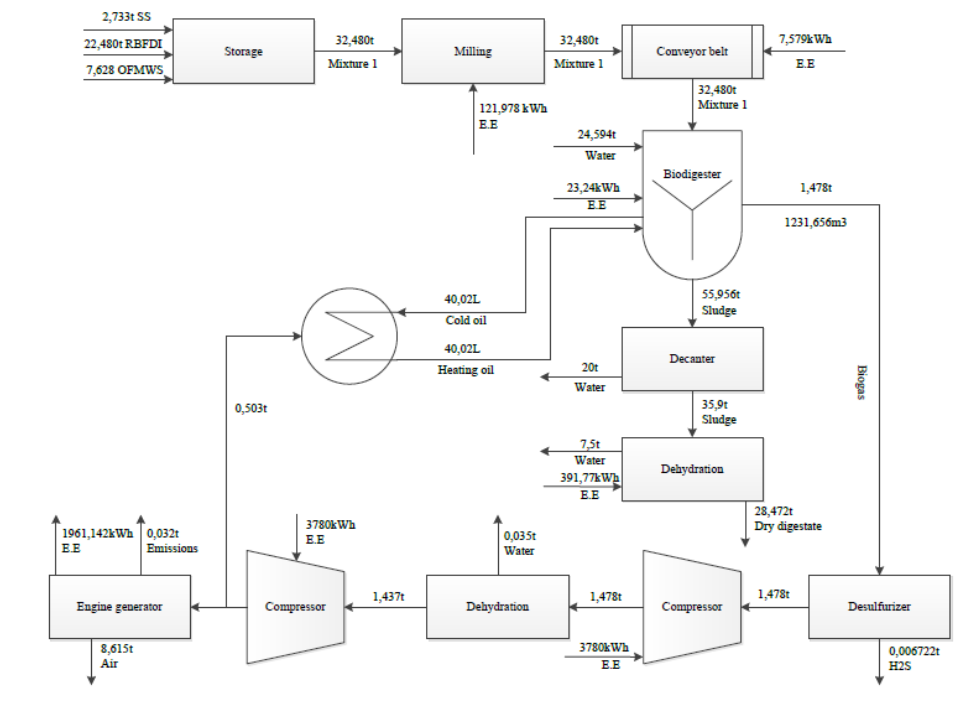 2,733t SS
22,480t RBFDI
7,628 OFMWS
Storage
32,480t
Mixture 1
Milling
32,480t
Mixture 1
Conveyor belt
7,579kWh
E.E
121,978 kWh
E.E
32,480t
Mixture 1
24,594t
Water
Biodigester
23,24kWh
E.E
1,478t
1231,656m3
40,02L
Cold oil
40,02L
Heating oil
55,956t
Sludge
Decanter
20t
Water
35,9t
Sludge
Biogas
0,503t
7,5t
Water
391,77kWh
E.E
Dehydration
28,472t
Dry digestate
1961,142kWh
E.E
0,032t
Emissions
3780kWh
E.E
0,035t
Water
Engine generator
Compressor
1,437t
Dehydration
1,478t
Compressor
1,478t
Desulfurizer
8,615t
Air
3780kWh
E.E
0,006722t
H2S